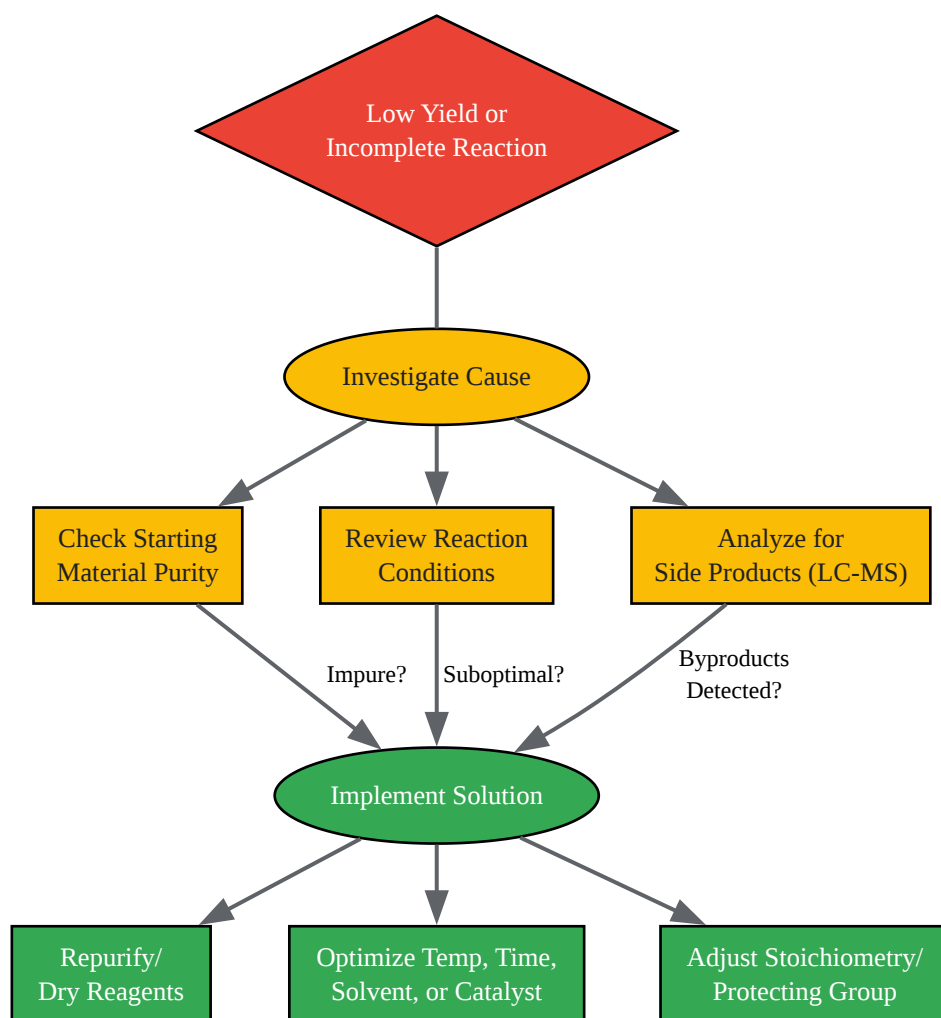 Low Yield or
Incomplete Reaction
Investigate Cause
Check Starting
Material Purity
Review Reaction
Conditions
Analyze for
Side Products (LC-MS)
Impure?
Suboptimal?
Byproducts
Detected?
Implement Solution
Repurify/
Dry Reagents
Optimize Temp, Time,
Solvent, or Catalyst
Adjust Stoichiometry/
Protecting Group